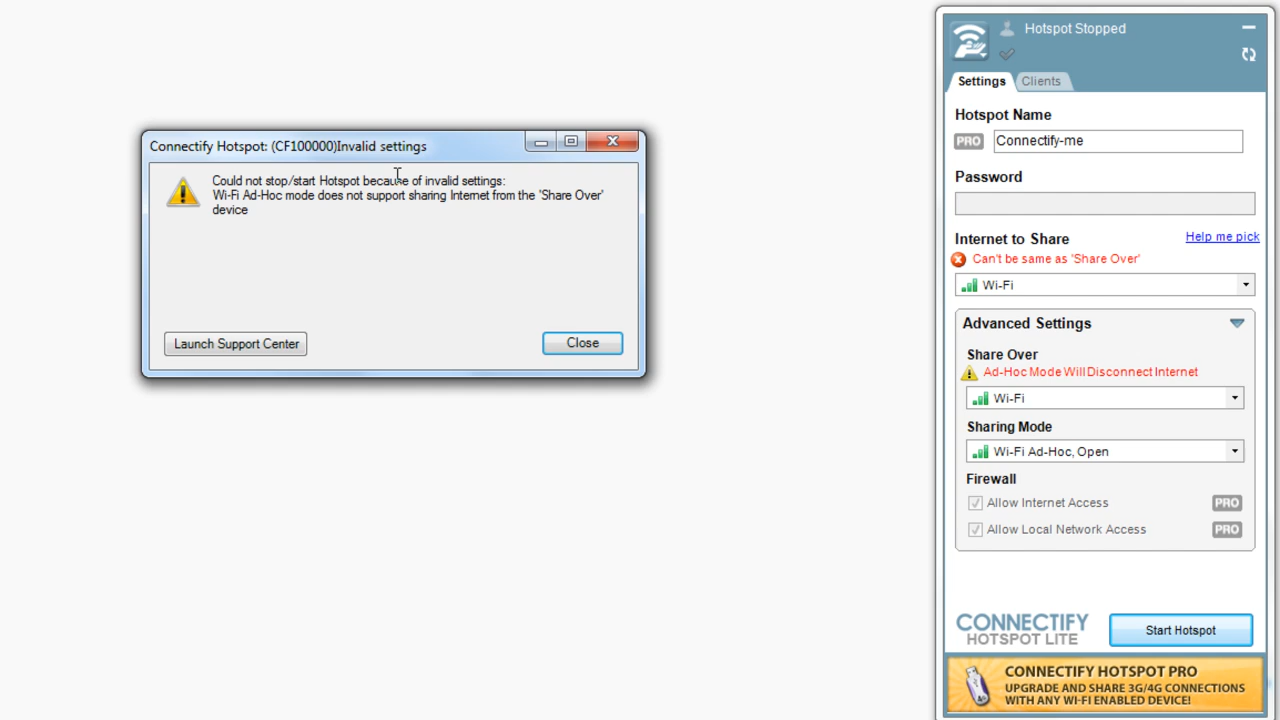 Connectify Hotspot: (CF100000)Invalid settings
Could not stop/start Hotspot because of invalid settings:
Wi-Fi Ad-Hoc mode does not support sharing Internet from the 'Share Over'
device
Launch Support Center
Close
Hotspot Stopped
Settings
Clients
Hotspot Name
PRO
Connectify-me
Password
Internet to Share
Help me pick
Can't be same as 'Share Over'
Wi-Fi
Advanced Settings
Share Over
Ad-Hoc Mode Will Disconnect Internet
Wi-Fi
Sharing Mode
Wi-Fi Ad-Hoc, Open
Firewall
Allow Internet Access
PRO
Allow Local Network Access
PRO
CONNECTIFY
HOTSPOT LITE
Start Hotspot
CONNECTIFY HOTSPOT PRO
UPGRADE AND SHARE 3G/4G CONNECTIONS
WITH ANY WI-FI ENABLED DEVICE!